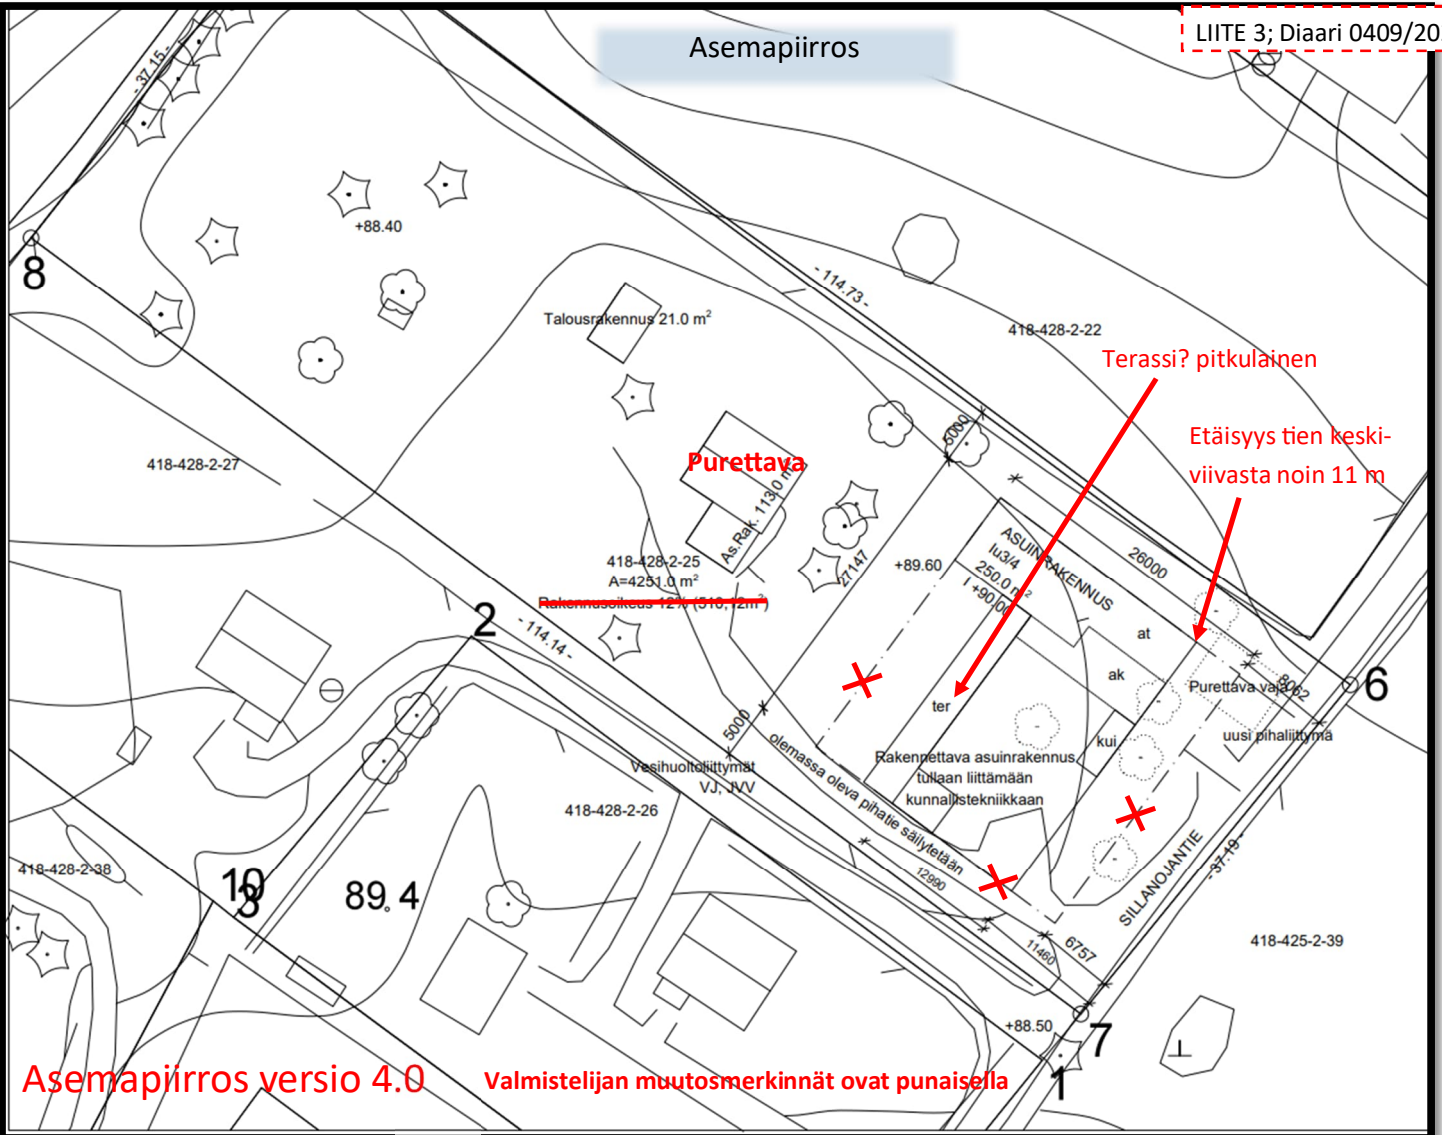 LIITE 3; Diaari 0409/20
Asemapiirros
- 37.15 -
+88.40
8
- 114.73 -
Talousrakennus 21.0 m²
418-428-2-22
Terassi? pitkulainen
Etäisyys tien keski-
viivasta noin 11 m
5000
418-428-2-27
Purettava
As.Rak. 113.0 m²
27147
+89.60
ASUINRAKENNUS
lu3/4
250.0 m²
I +90.00
26000
418-428-2-25
A=4251.0 m²
Rakennusoikeus 12% (510,12m²)
2
- 114.14 -
at
ak
Purettava vaja
8062
6
ter
kui
uusi pihaliittymä
5000
Vesihuoltoliittymät
VJ, JVV
olemassa oleva pihatie säilytetään
Rakennettava asuinrakennus
tullaan liittämään
kunnallistekniikkaan
418-428-2-26
418-428-2-38
10
3
89. 4
12990
SILLANOJANTIE
- 37.19 -
11460
6757
418-425-2-39
+88.50
7
1
Asemapiirros versio 4.0
Valmistelijan muutosmerkinnät ovat punaisella